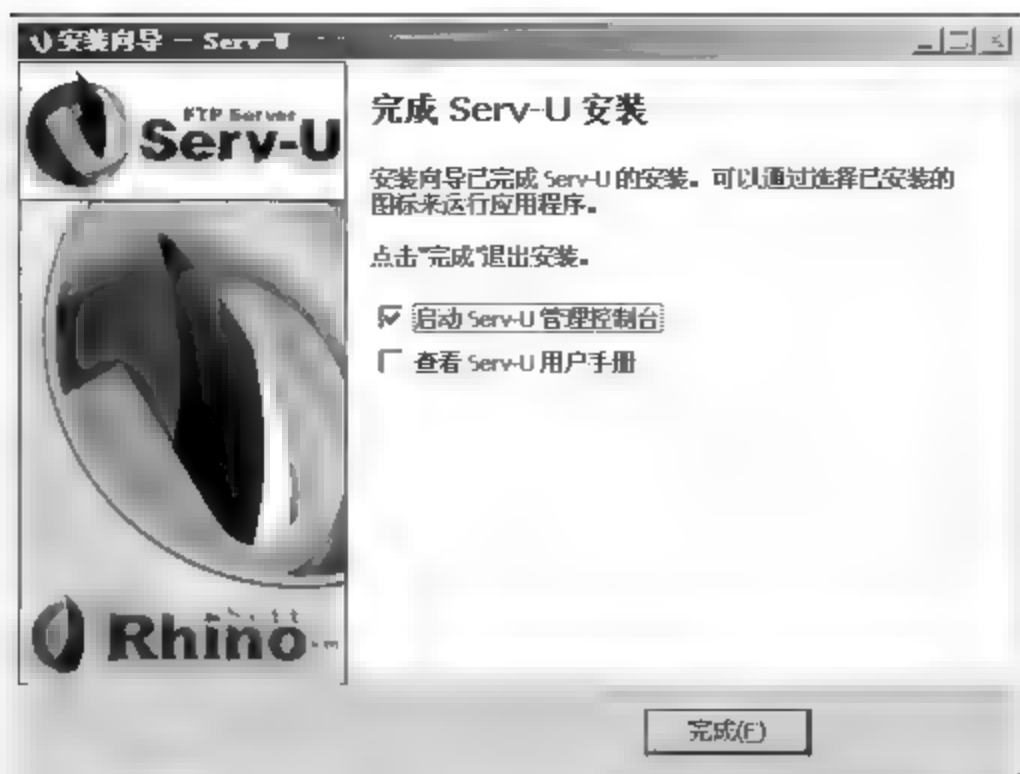 安装向导 - Serv-U
FTP Server
Serv-U
完成 Serv-U 安装
安装向导已完成 Serv-U 的安装。可以通过选择已安装的
图标来运行应用程序。
点击"完成"退出安装。
启动 Serv-U 管理控制台
查看 Serv-U 用户手册
Rhino
完成(F)